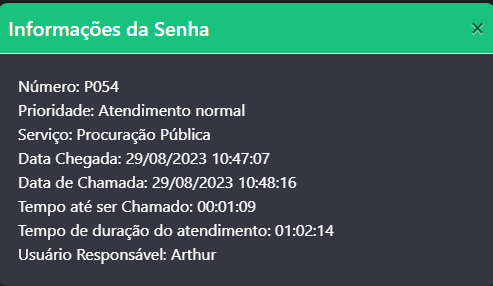 Informações da Senha ×
Número: P054
Prioridade: Atendimento normal
Serviço: Procuração Pública
Data Chegada: 29/08/2023 10:47:07
Data de Chamada: 29/08/2023 10:48:16
Tempo até ser Chamado: 00:01:09
Tempo de duração do atendimento: 01:02:14
Usuário Responsável: Arthur